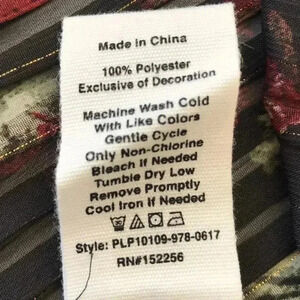 Made in China
100% Polyester
Exclusive of Decoration
Machine Wash Cold
With Like Colors
Gentle Cycle
Only Non-Chlorine
Bleach If Needed
Tumble Dry Low
Remove Promptly
Cool Iron If Needed
Style: PLP10109-978-0617
RN#152256